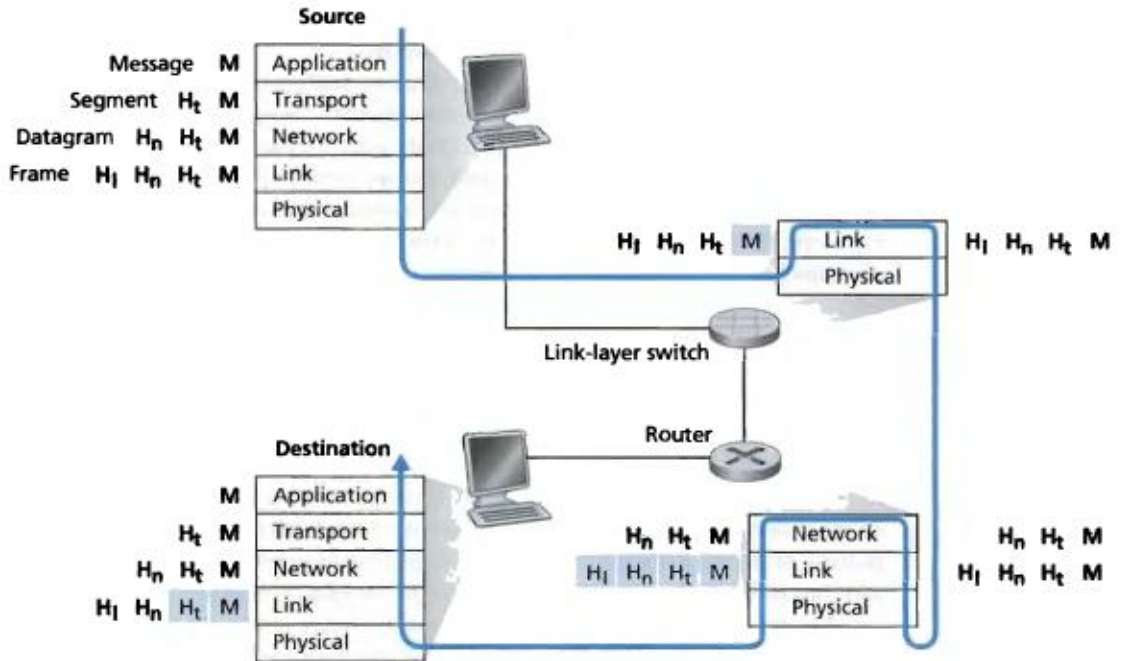 Source
Message M Application
Segment Ht M Transport
Datagram Hn Ht M Network
Frame Hl Hn Ht M Link
Physical
Hl Hn Ht M Link Hl Hn Ht M
Physical
Link-layer switch
Router
Destination
M Application
Ht M Transport
Hn Ht M Network
Hl Hn Ht M Link
Physical
Hn Ht M Network Hn Ht M
Hl Hn Ht M Link Hl Hn Ht M
Physical